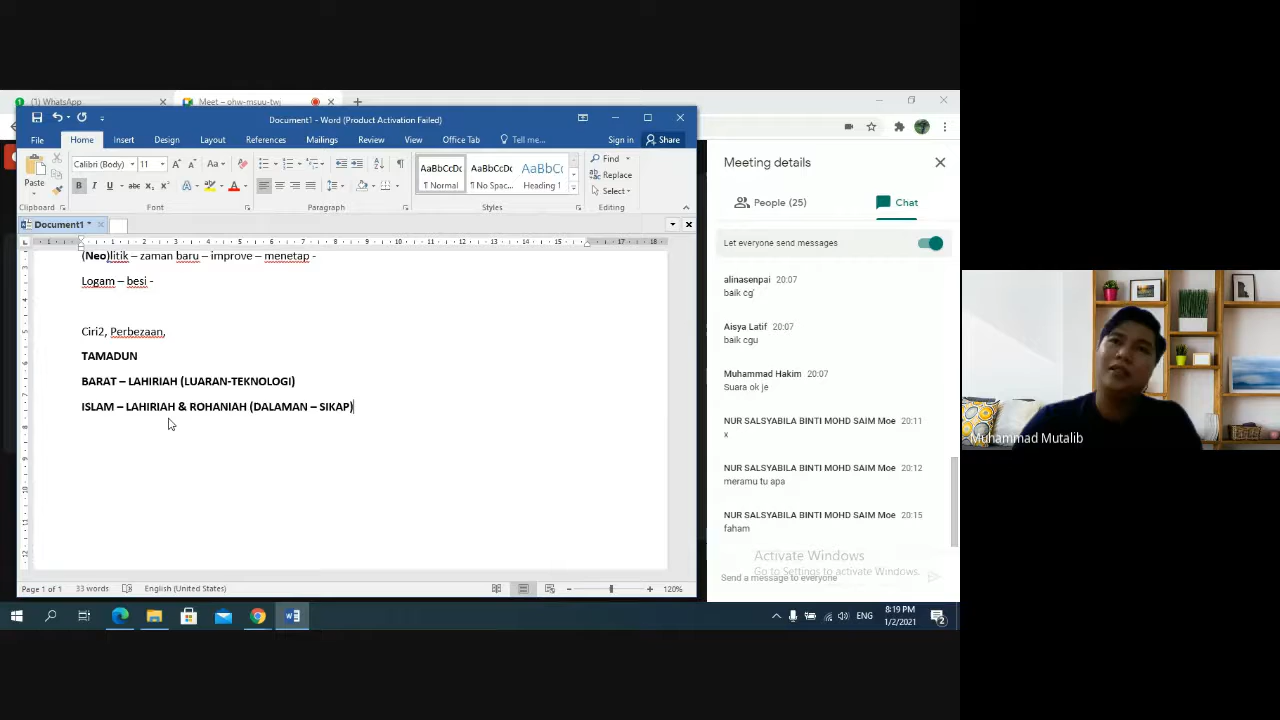 (1) WhatsApp
Meet – ohw-msuu-twj
Document1 - Word (Product Activation Failed)
File Home Insert Design Layout References Mailings Review View Office Tab Tell me... Sign in Share
Paste
Calibri (Body) 11
AaBbCcDc AaBbCcDc AaBbC
¶ Normal ¶ No Spac... Heading 1
Find
Replace
Select
Clipboard Font Paragraph Styles Editing
Document1 *
(Neo)litik – zaman baru – improve – menetap -
Logam – besi -
Ciri2, Perbezaan,
TAMADUN
BARAT – LAHIRIAH (LUARAN-TEKNOLOGI)
ISLAM – LAHIRIAH & ROHANIAH (DALAMAN – SIKAP)
Page 1 of 1 33 words English (United States) 120%
Meeting details
People (25) Chat
Let everyone send messages
alinasenpai 20:07
baik cg'
Aisya Latif 20:07
baik cgu
Muhammad Hakim 20:07
Suara ok je
NUR SALSYABILA BINTI MOHD SAIM Moe 20:11
x
NUR SALSYABILA BINTI MOHD SAIM Moe 20:12
meramu tu apa
NUR SALSYABILA BINTI MOHD SAIM Moe 20:15
faham
Activate Windows
Go to Settings to activate Windows.
Send a message to everyone
ENG
8:19 PM
1/2/2021
2
Muhammad Mutalib